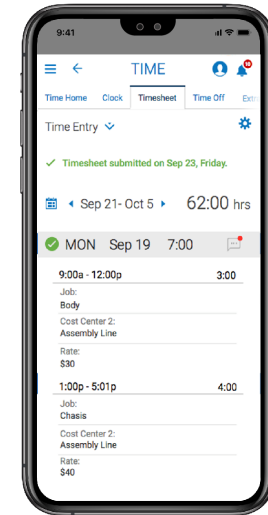 9:41
TIME
18
Time Home Clock Timesheet Time Off Extr
Time Entry
Timesheet submitted on Sep 23, Friday.
Sep 21- Oct 5 62:00 hrs
MON Sep 19 7:00
9:00a - 12:00p 3:00
Job:
Body
Cost Center 2:
Assembly Line
Rate:
$30
1:00p - 5:01p 4:00
Job:
Chasis
Cost Center 2:
Assembly Line
Rate:
$40